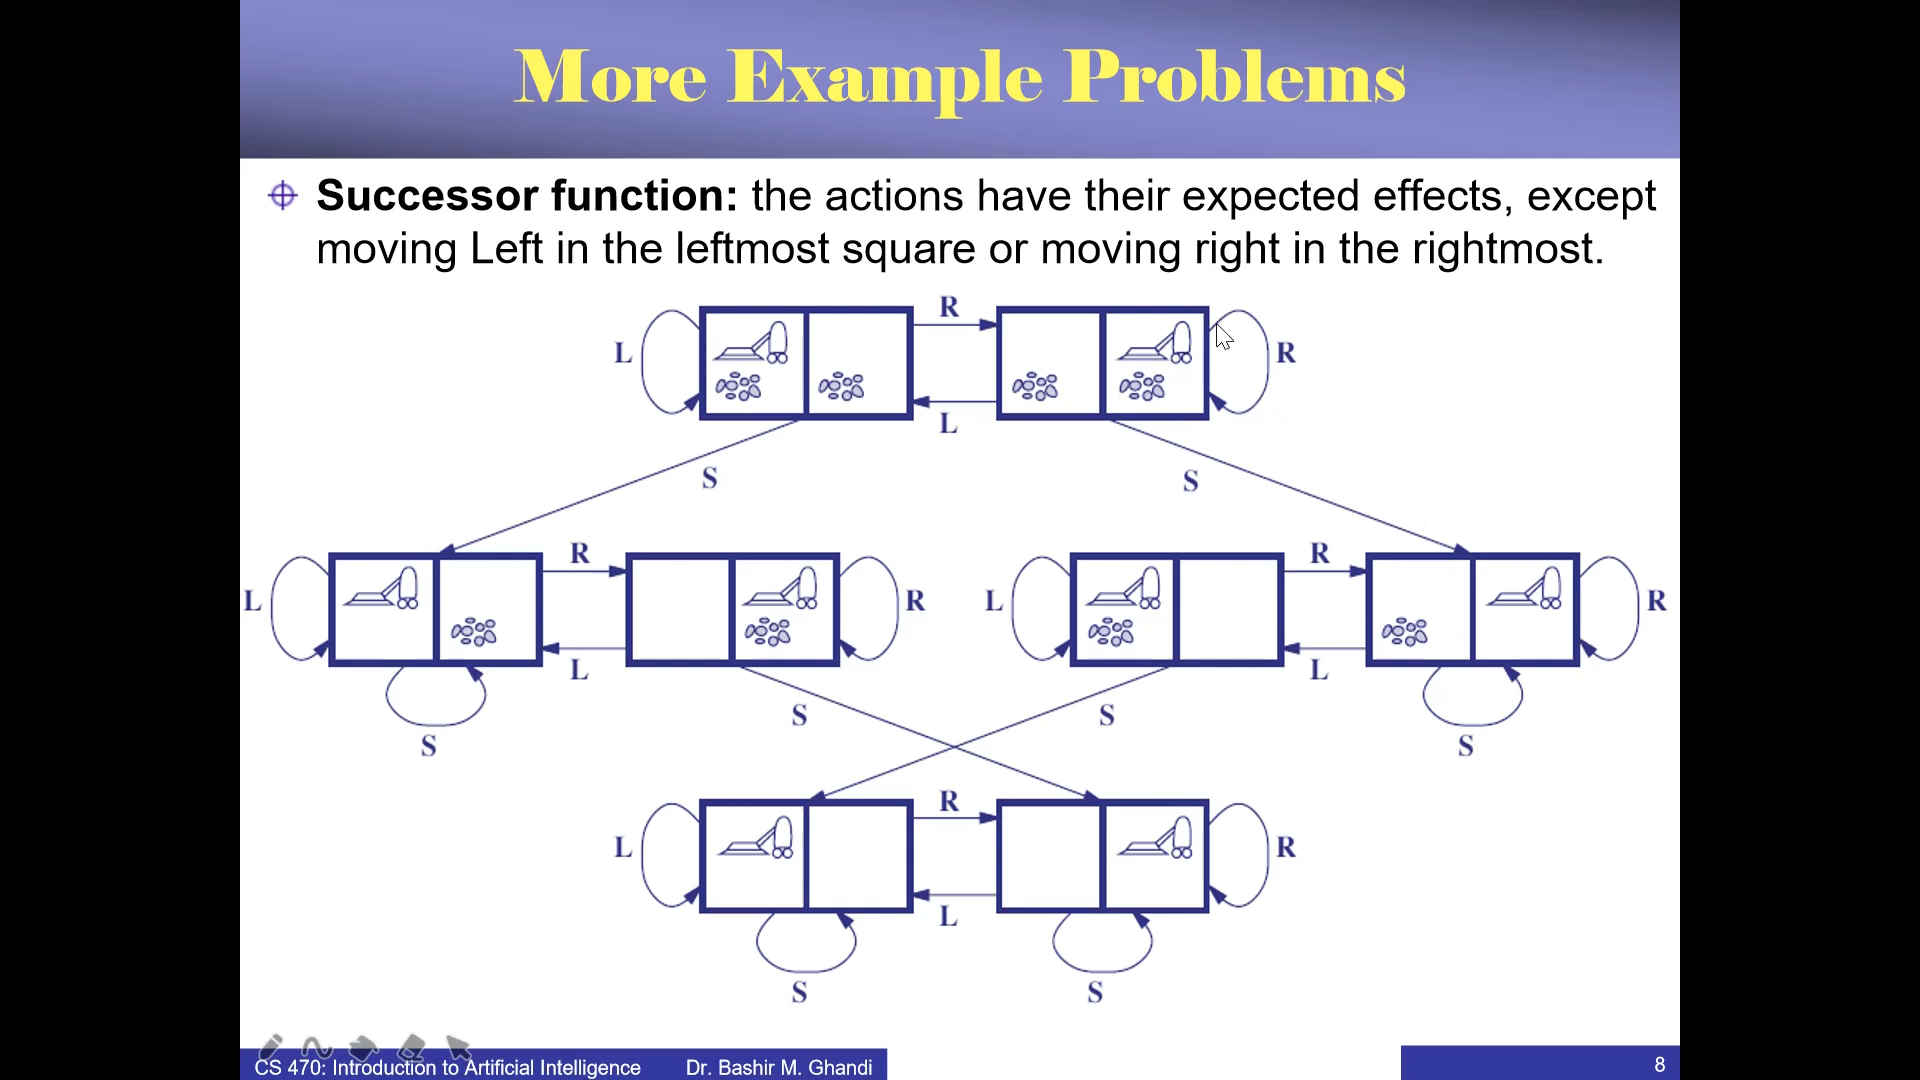 More Example Problems
Successor function: the actions have their expected effects, except
moving Left in the leftmost square or moving right in the rightmost.
R
L
R
L
S
S
R
R
L
R
L
R
L
L
S
S
S
S
R
L
R
L
S
S
CS 470: Introduction to Artificial Intelligence Dr. Bashir M. Ghandi
8